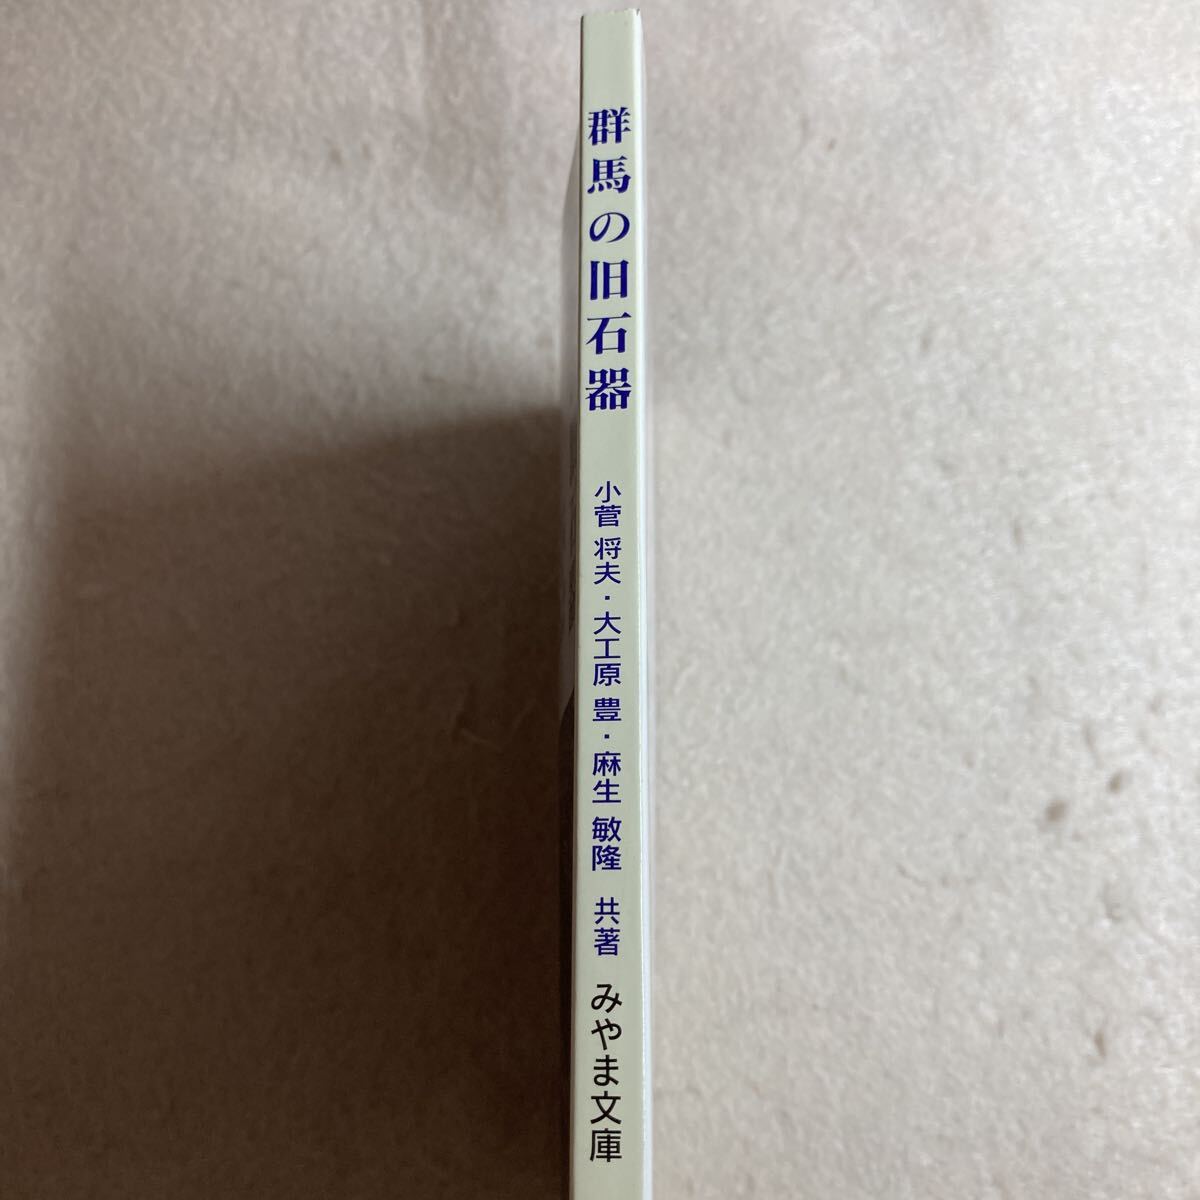 群馬の旧石器
小菅 将夫・大工原 豊・麻生 敏隆 共著
みやま文庫